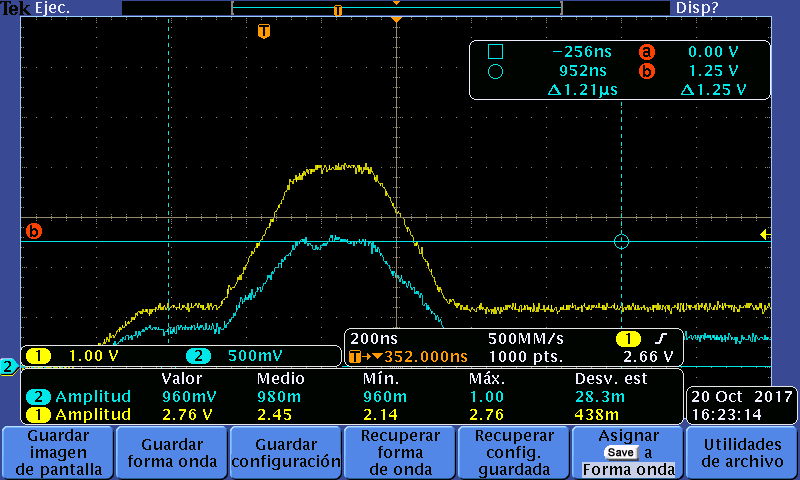 Tek Ejec. Disp?
T
T
−256ns a 0.00 V
952ns b 1.25 V
Δ1.21µs Δ1.25 V
b
1 1.00 V 2 500mV
200ns 500MM/s 1
T→▼352.000ns 1000 pts. 2.66 V
2
Valor Medio Mín. Máx. Desv. est
2 Amplitud 960mV 980m 960m 1.00 28.3m
1 Amplitud 2.76 V 2.45 2.14 2.76 438m
20 Oct 2017
16:23:14
Guardar imagen de pantalla
Guardar forma onda
Guardar configuración
Recuperar forma de onda
Recuperar config. guardada
Asignar Save a Forma onda
Utilidades de archivo